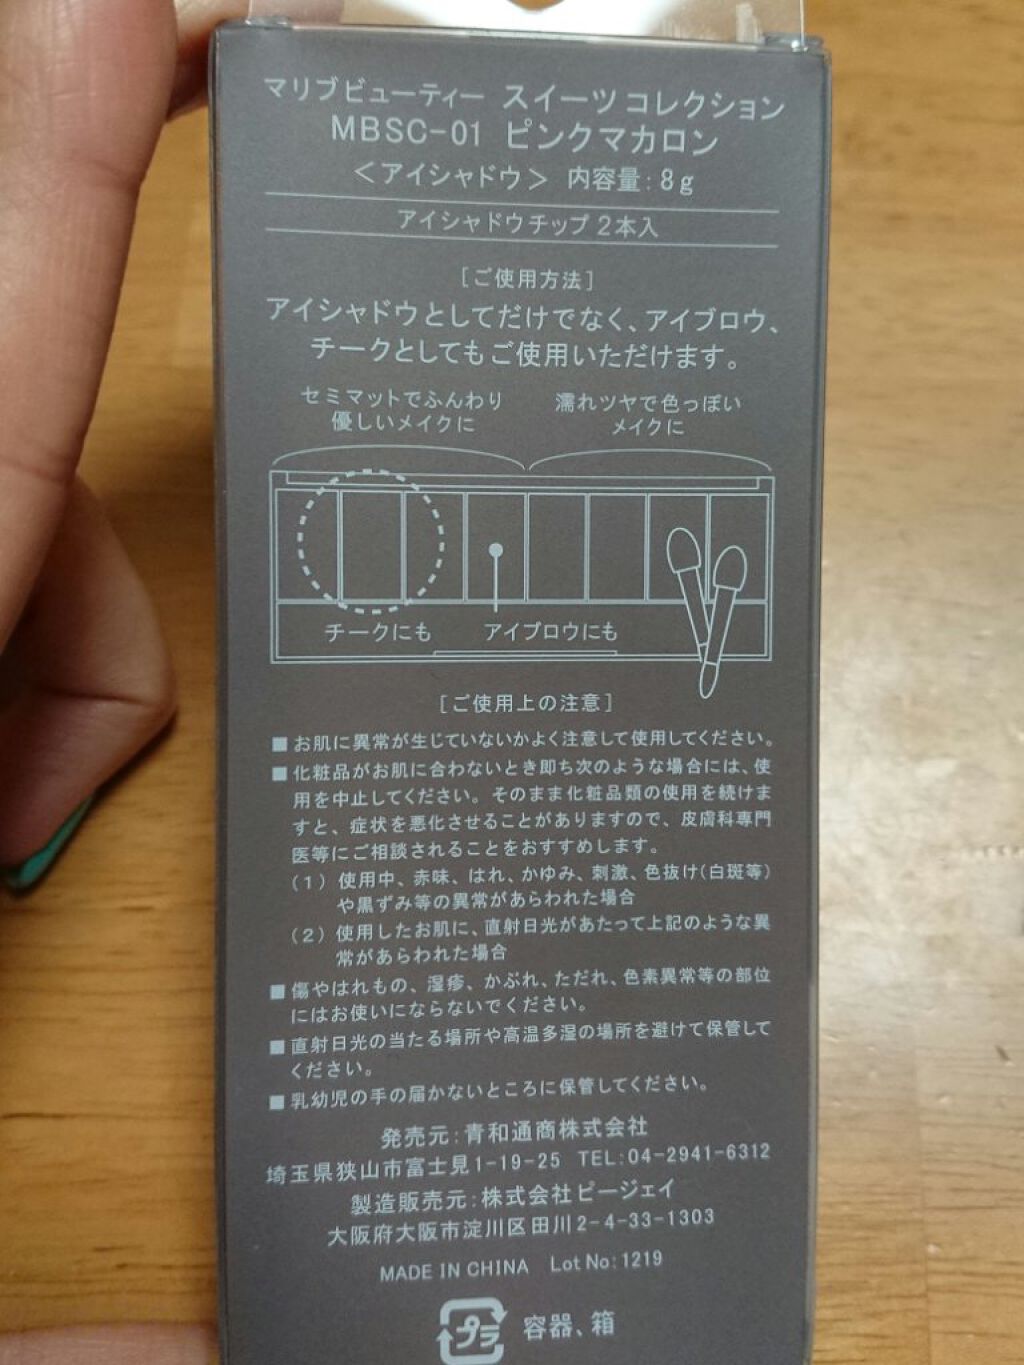 マリブビューティー スイーツコレクション
MBSC-01 ピンクマカロン
＜アイシャドウ＞ 内容量：8g
アイシャドウチップ2本入
［ご使用方法］
アイシャドウとしてだけでなく、アイブロウ、
チークとしてもご使用いただけます。
セミマットでふんわり
優しいメイクに
濡れツヤで色っぽい
メイクに
チークにも
アイブロウにも
［ご使用上の注意］
■お肌に異常が生じていないかよく注意して使用してください。
■化粧品がお肌に合わないとき即ち次のような場合には、使
用を中止してください。そのまま化粧品類の使用を続けま
すと、症状を悪化させることがありますので、皮膚科専門
医等にご相談されることをおすすめします。
（1）使用中、赤味、はれ、かゆみ、刺激、色抜け（白斑等）
や黒ずみ等の異常があらわれた場合
（2）使用したお肌に、直射日光があたって上記のような異
常があらわれた場合
■傷やはれもの、湿疹、かぶれ、ただれ、色素異常等の部位
にはお使いにならないでください。
■直射日光の当たる場所や高温多湿の場所を避けて保管して
ください。
■乳幼児の手の届かないところに保管してください。
発売元：青和通商株式会社
埼玉県狭山市富士見1-19-25 TEL：04-2941-6312
製造販売元：株式会社ピージェイ
大阪府大阪市淀川区田川2-4-33-1303
MADE IN CHINA Lot No：1219
プラ 容器、箱